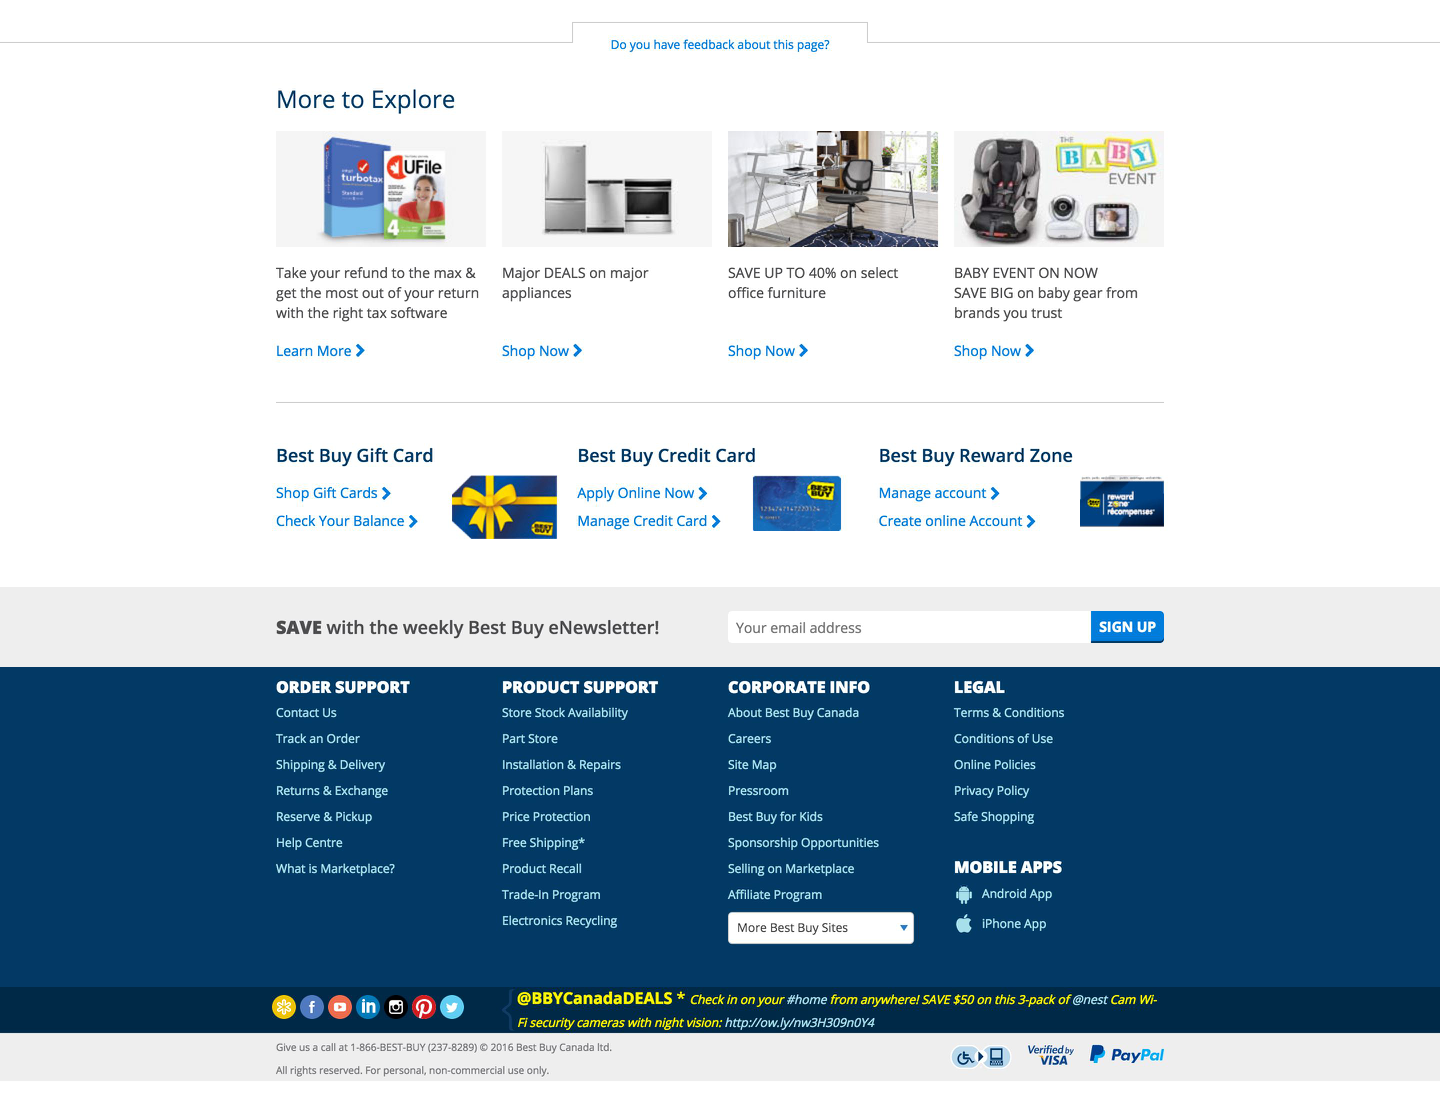 Do you have feedback about this page?
More to Explore
turbotax
Standard
UFile
4
THE
BABY
EVENT
Take your refund to the max &
get the most out of your return
with the right tax software
Learn More
Major DEALS on major
appliances
Shop Now
SAVE UP TO 40% on select
office furniture
Shop Now
BABY EVENT ON NOW
SAVE BIG on baby gear from
brands you trust
Shop Now
Best Buy Gift Card
Shop Gift Cards
Check Your Balance
BEST BUY
Best Buy Credit Card
Apply Online Now
Manage Credit Card
BEST
BUY
Best Buy Reward Zone
Manage account
Create online Account
reward
zone
récompenses
SAVE with the weekly Best Buy eNewsletter!
Your email address
SIGN UP
ORDER SUPPORT
Contact Us
Track an Order
Shipping & Delivery
Returns & Exchange
Reserve & Pickup
Help Centre
What is Marketplace?
PRODUCT SUPPORT
Store Stock Availability
Part Store
Installation & Repairs
Protection Plans
Price Protection
Free Shipping*
Product Recall
Trade-In Program
Electronics Recycling
CORPORATE INFO
About Best Buy Canada
Careers
Site Map
Pressroom
Best Buy for Kids
Sponsorship Opportunities
Selling on Marketplace
Affiliate Program
More Best Buy Sites
LEGAL
Terms & Conditions
Conditions of Use
Online Policies
Privacy Policy
Safe Shopping
MOBILE APPS
Android App
iPhone App
@BBYCanadaDEALS * Check in on your #home from anywhere! SAVE $50 on this 3-pack of @nest Cam Wi-
Fi security cameras with night vision: http://ow.ly/nw3H309n0Y4
Give us a call at 1-866-BEST-BUY (237-8289) © 2016 Best Buy Canada ltd.
All rights reserved. For personal, non-commercial use only.
Verified by
VISA
PayPal